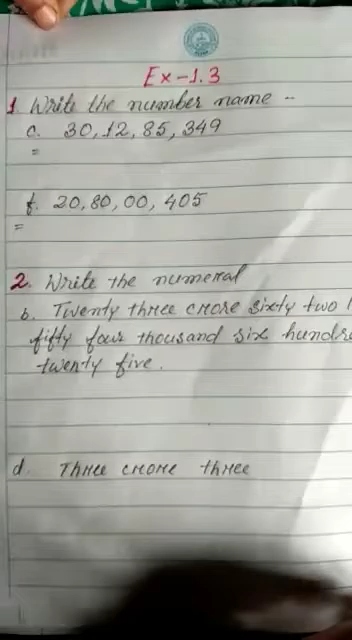 Ex-1.3
1. Write the number name -
c. 30,12,85,349
=
f. 20,80,00,405
=
2. Write the numeral
b. Twenty three crore sixty two
fifty four thousand six
twenty five.
d. Three crore three